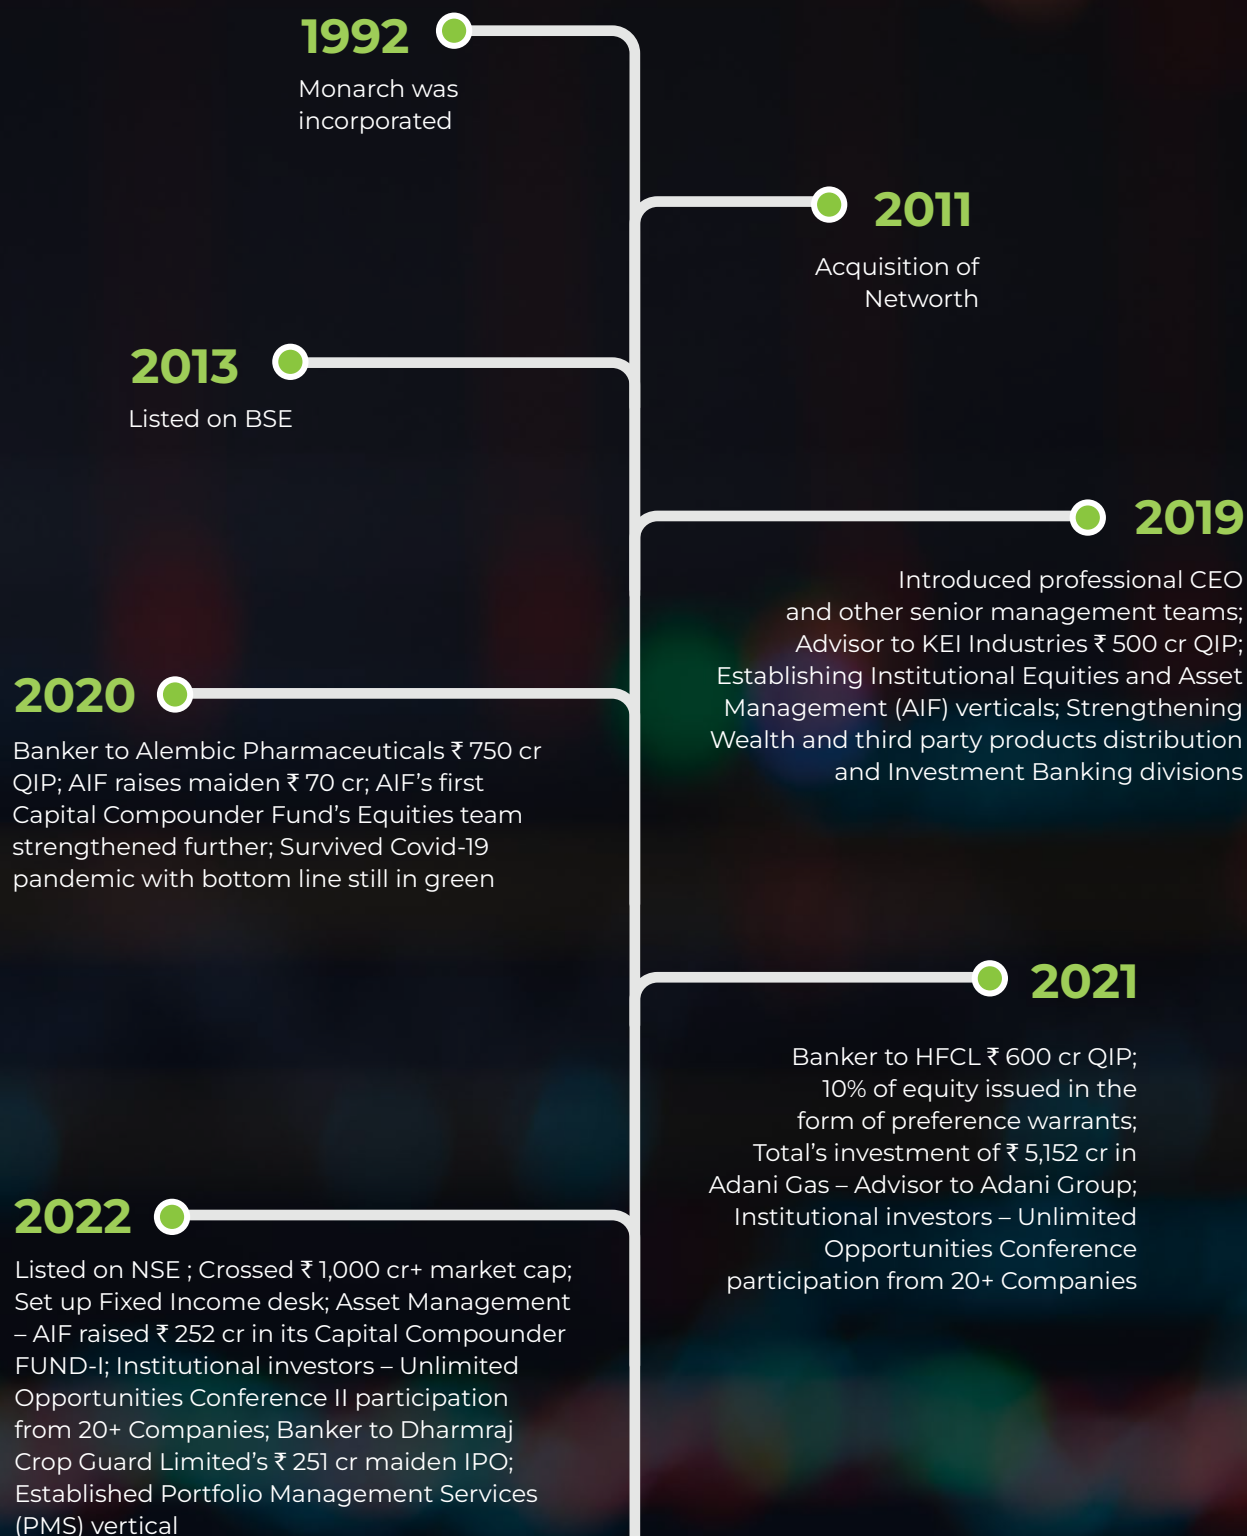 1992
Monarch was
incorporated
2011
Acquisition of
Networth
2013
Listed on BSE
2019
Introduced professional CEO
and other senior management teams;
Advisor to KEI Industries ₹ 500 cr QIP;
Establishing Institutional Equities and Asset
Management (AIF) verticals; Strengthening
Wealth and third party products distribution
and Investment Banking divisions
2020
Banker to Alembic Pharmaceuticals ₹ 750 cr
QIP; AIF raises maiden ₹ 70 cr; AIF’s first
Capital Compounder Fund’s Equities team
strengthened further; Survived Covid-19
pandemic with bottom line still in green
2021
Banker to HFCL ₹ 600 cr QIP;
10% of equity issued in the
form of preference warrants;
Total’s investment of ₹ 5,152 cr in
Adani Gas – Advisor to Adani Group;
Institutional investors – Unlimited
Opportunities Conference
participation from 20+ Companies
2022
Listed on NSE ; Crossed ₹ 1,000 cr+ market cap;
Set up Fixed Income desk; Asset Management
– AIF raised ₹ 252 cr in its Capital Compounder
FUND-I; Institutional investors – Unlimited
Opportunities Conference II participation
from 20+ Companies; Banker to Dharmraj
Crop Guard Limited’s ₹ 251 cr maiden IPO;
Established Portfolio Management Services
(PMS) vertical